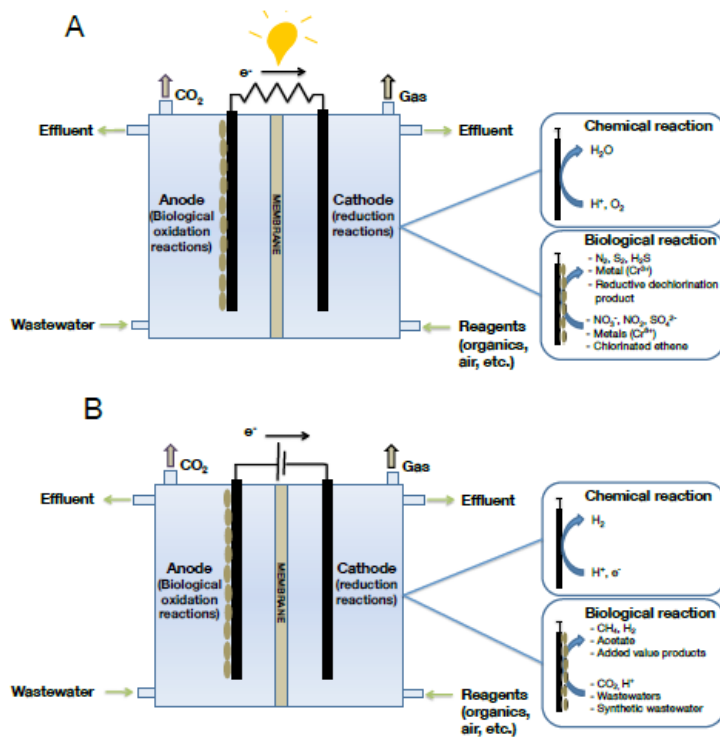 A
e⁻
CO₂
Gas
Effluent
Effluent
Anode
(Biological
oxidation
reactions)
MEMBRANE
Cathode
(reduction
reactions)
Wastewater
Reagents
(organics,
air, etc.)
Chemical reaction
H₂O
H⁺, O₂
Biological reaction
- N₂, S₂, H₂S
- Metal (Cr³⁺)
- Reductive dechlorination
product
- NO₃⁻, NO₂, SO₄²⁻
- Metals (Cr⁶⁺)
- Chlorinated ethene
B
e⁻
CO₂
Gas
Effluent
Effluent
Anode
(Biological
oxidation
reactions)
MEMBRANE
Cathode
(reduction
reactions)
Wastewater
Reagents
(organics,
air, etc.)
Chemical reaction
H₂
H⁺, e⁻
Biological reaction
- CH₄, H₂
- Acetate
- Added value products
- CO₂, H⁺
- Wastewaters
- Synthetic wastewater